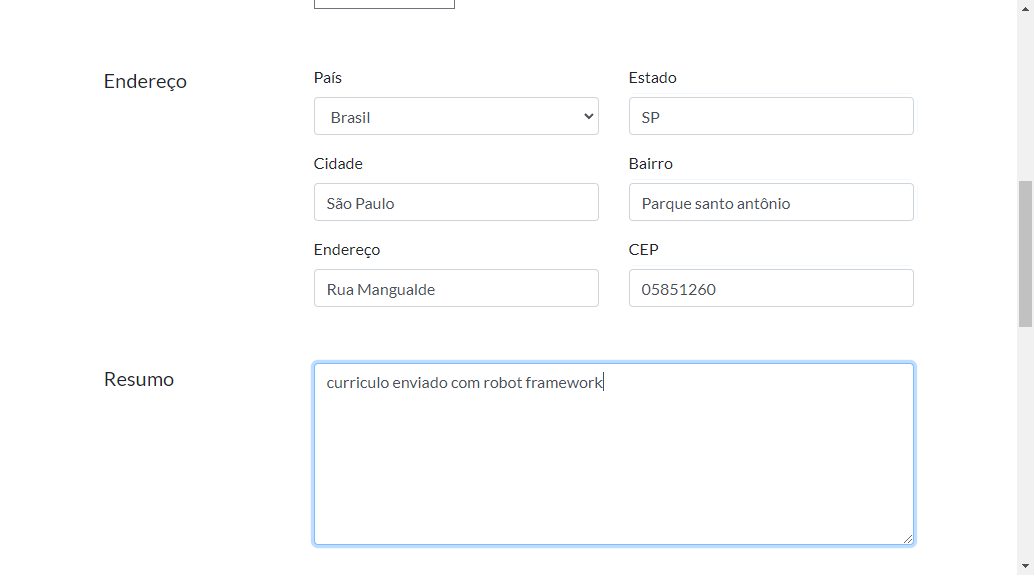 Endereço
País
Estado
Brasil
SP
Cidade
Bairro
São Paulo
Parque santo antônio
Endereço
CEP
Rua Mangualde
05851260
Resumo
curriculo enviado com robot framework